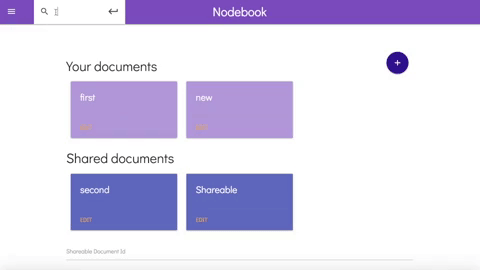 Nodebook
Your documents
first
new
EDIT
EDIT
Shared documents
second
Shareable
EDIT
EDIT
Shareable Document Id